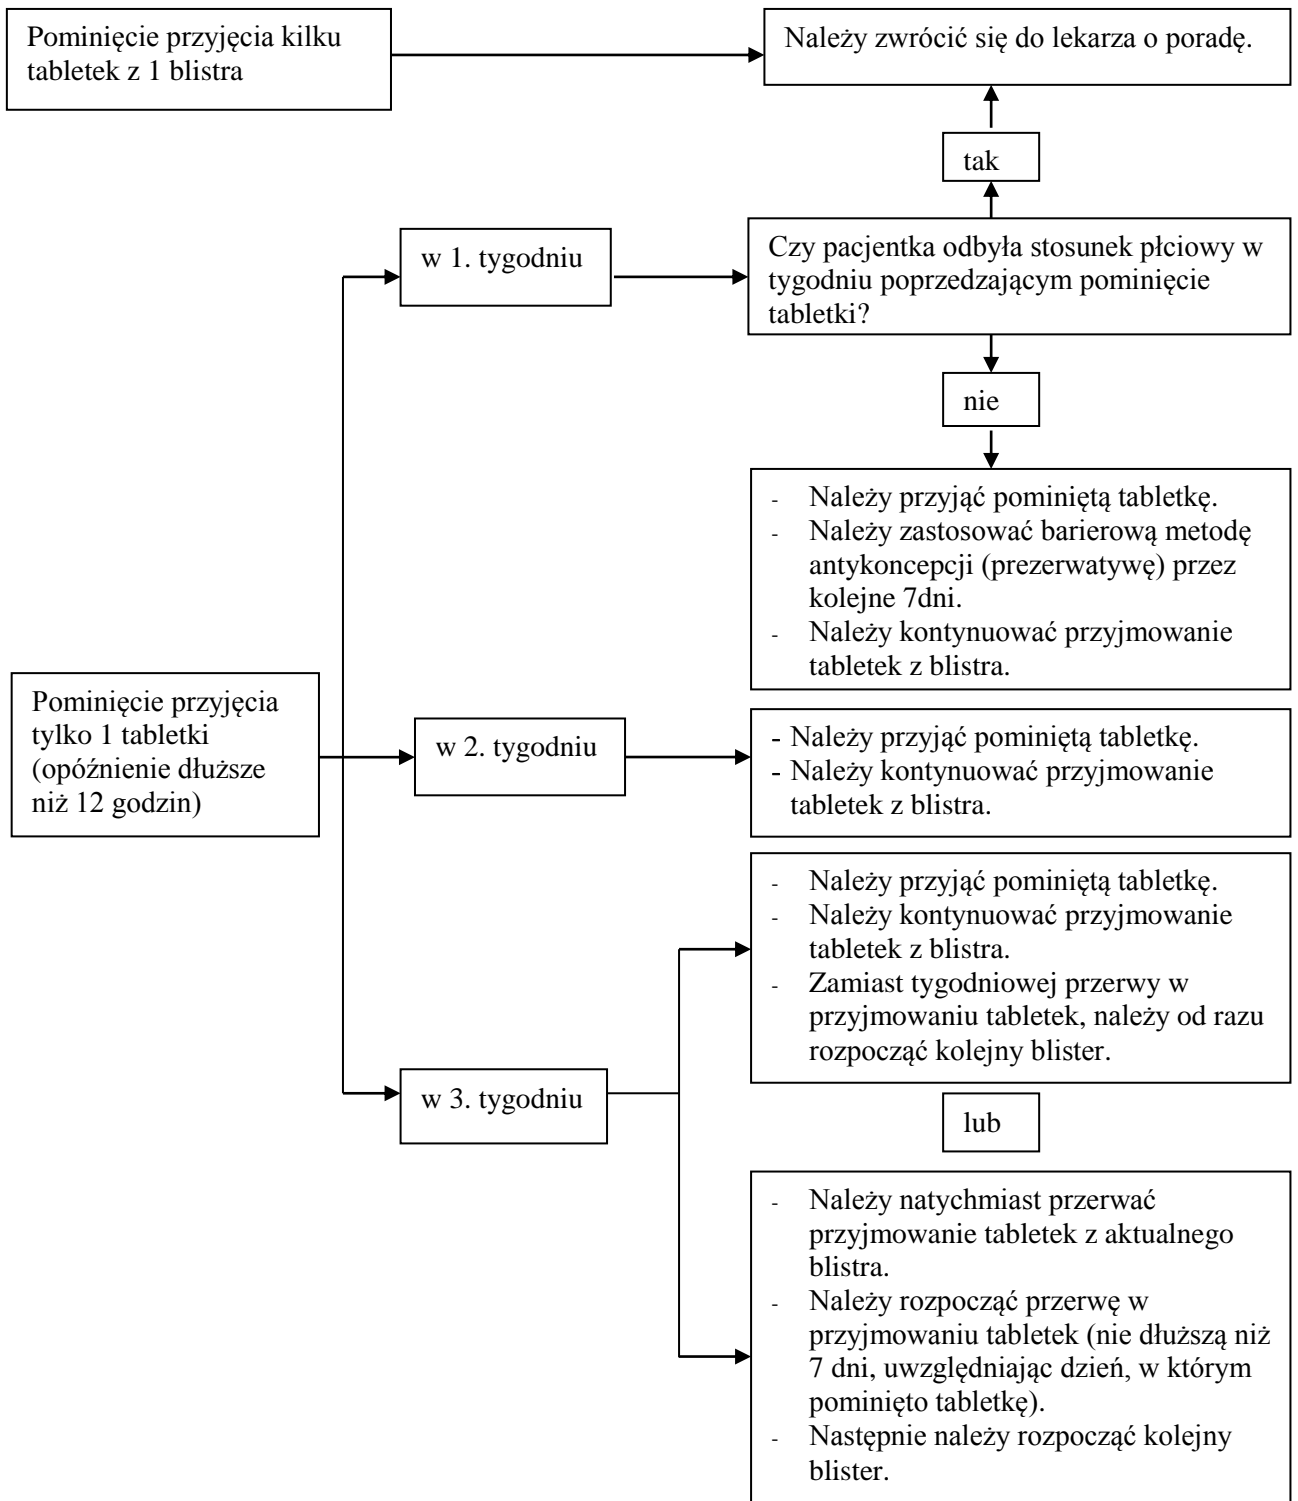 Pominięcie przyjęcia kilku
tabletek z 1 blistra
Należy zwrócić się do lekarza o poradę.
tak
w 1. tygodniu
Czy pacjentka odbyła stosunek płciowy w
tygodniu poprzedzającym pominięcie
tabletki?
nie
- Należy przyjąć pominiętą tabletkę.
- Należy zastosować barierową metodę
antykoncepcji (prezerwatywę) przez
kolejne 7dni.
- Należy kontynuować przyjmowanie
tabletek z blistra.
Pominięcie przyjęcia
tylko 1 tabletki
(opóźnienie dłuższe
niż 12 godzin)
w 2. tygodniu
- Należy przyjąć pominiętą tabletkę.
- Należy kontynuować przyjmowanie
tabletek z blistra.
w 3. tygodniu
- Należy przyjąć pominiętą tabletkę.
- Należy kontynuować przyjmowanie
tabletek z blistra.
- Zamiast tygodniowej przerwy w
przyjmowaniu tabletek, należy od razu
rozpocząć kolejny blister.
lub
- Należy natychmiast przerwać
przyjmowanie tabletek z aktualnego
blistra.
- Należy rozpocząć przerwę w
przyjmowaniu tabletek (nie dłuższą niż
7 dni, uwzględniając dzień, w którym
pominięto tabletkę).
- Następnie należy rozpocząć kolejny
blister.